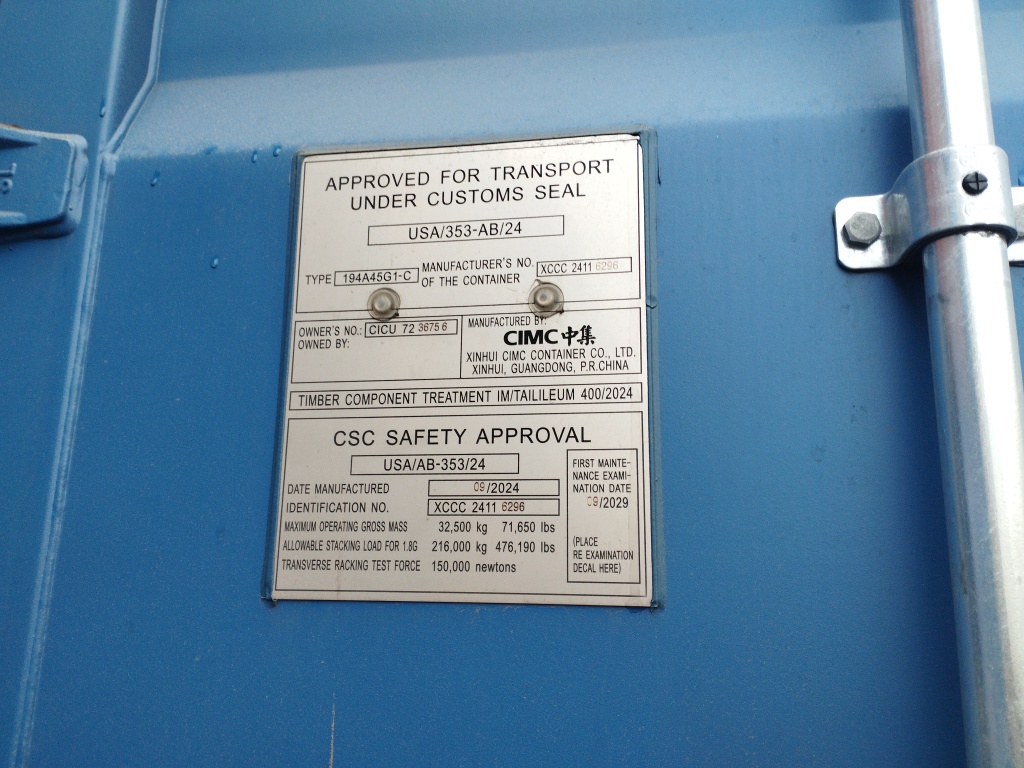 APPROVED FOR TRANSPORT
UNDER CUSTOMS SEAL
USA/353-AB/24
TYPE 194A45G1-C MANUFACTURER'S NO. OF THE CONTAINER XCCC 2411 6296
OWNER'S NO.: CICU 72 3675 6
OWNED BY:
MANUFACTURED BY:
CIMC中集
XINHUI CIMC CONTAINER CO., LTD.
XINHUI, GUANGDONG, P.R.CHINA
TIMBER COMPONENT TREATMENT IM/TAILILEUM 400/2024
CSC SAFETY APPROVAL
USA/AB-353/24
DATE MANUFACTURED 09/2024
IDENTIFICATION NO. XCCC 2411 6296
MAXIMUM OPERATING GROSS MASS 32,500 kg 71,650 lbs
ALLOWABLE STACKING LOAD FOR 1.8G 216,000 kg 476,190 lbs
TRANSVERSE RACKING TEST FORCE 150,000 newtons
FIRST MAINTE-
NANCE EXAMI-
NATION DATE
09/2029
(PLACE
RE EXAMINATION
DECAL HERE)